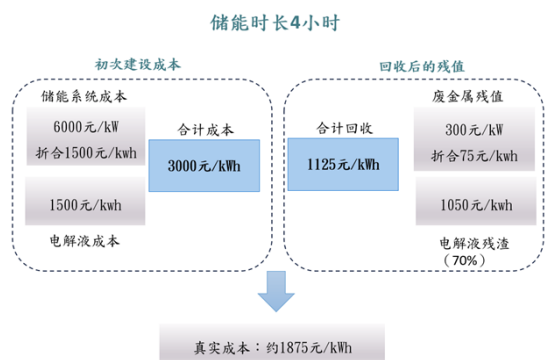 储能时长4小时
初次建设成本
储能系统成本
6000元/kW
折合1500元/kwh
合计成本
3000元/kWh
1500元/kwh
电解液成本
回收后的残值
废金属残值
300元/kW
折合75元/kwh
合计回收
1125元/kWh
1050元/kwh
电解液残渣
（70%）
真实成本：约1875元/kWh